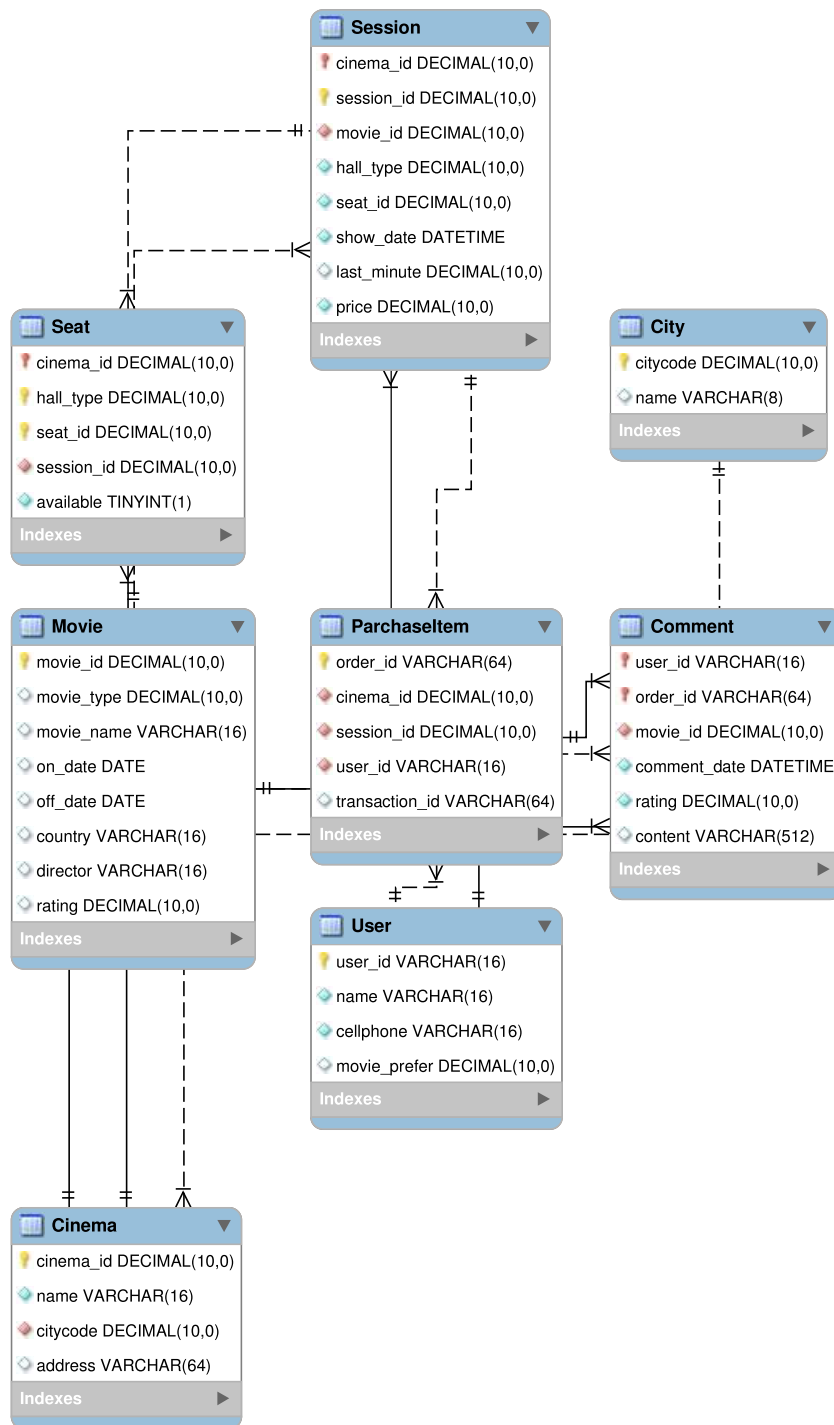 Session
cinema_id DECIMAL(10,0)
session_id DECIMAL(10,0)
movie_id DECIMAL(10,0)
hall_type DECIMAL(10,0)
seat_id DECIMAL(10,0)
show_date DATETIME
last_minute DECIMAL(10,0)
price DECIMAL(10,0)
Indexes
Seat
cinema_id DECIMAL(10,0)
hall_type DECIMAL(10,0)
seat_id DECIMAL(10,0)
session_id DECIMAL(10,0)
available TINYINT(1)
Indexes
City
citycode DECIMAL(10,0)
name VARCHAR(8)
Indexes
Movie
movie_id DECIMAL(10,0)
movie_type DECIMAL(10,0)
movie_name VARCHAR(16)
on_date DATE
off_date DATE
country VARCHAR(16)
director VARCHAR(16)
rating DECIMAL(10,0)
Indexes
ParchaseItem
order_id VARCHAR(64)
cinema_id DECIMAL(10,0)
session_id DECIMAL(10,0)
user_id VARCHAR(16)
transaction_id VARCHAR(64)
Indexes
Comment
user_id VARCHAR(16)
order_id VARCHAR(64)
movie_id DECIMAL(10,0)
comment_date DATETIME
rating DECIMAL(10,0)
content VARCHAR(512)
Indexes
User
user_id VARCHAR(16)
name VARCHAR(16)
cellphone VARCHAR(16)
movie_prefer DECIMAL(10,0)
Indexes
Cinema
cinema_id DECIMAL(10,0)
name VARCHAR(16)
citycode DECIMAL(10,0)
address VARCHAR(64)
Indexes